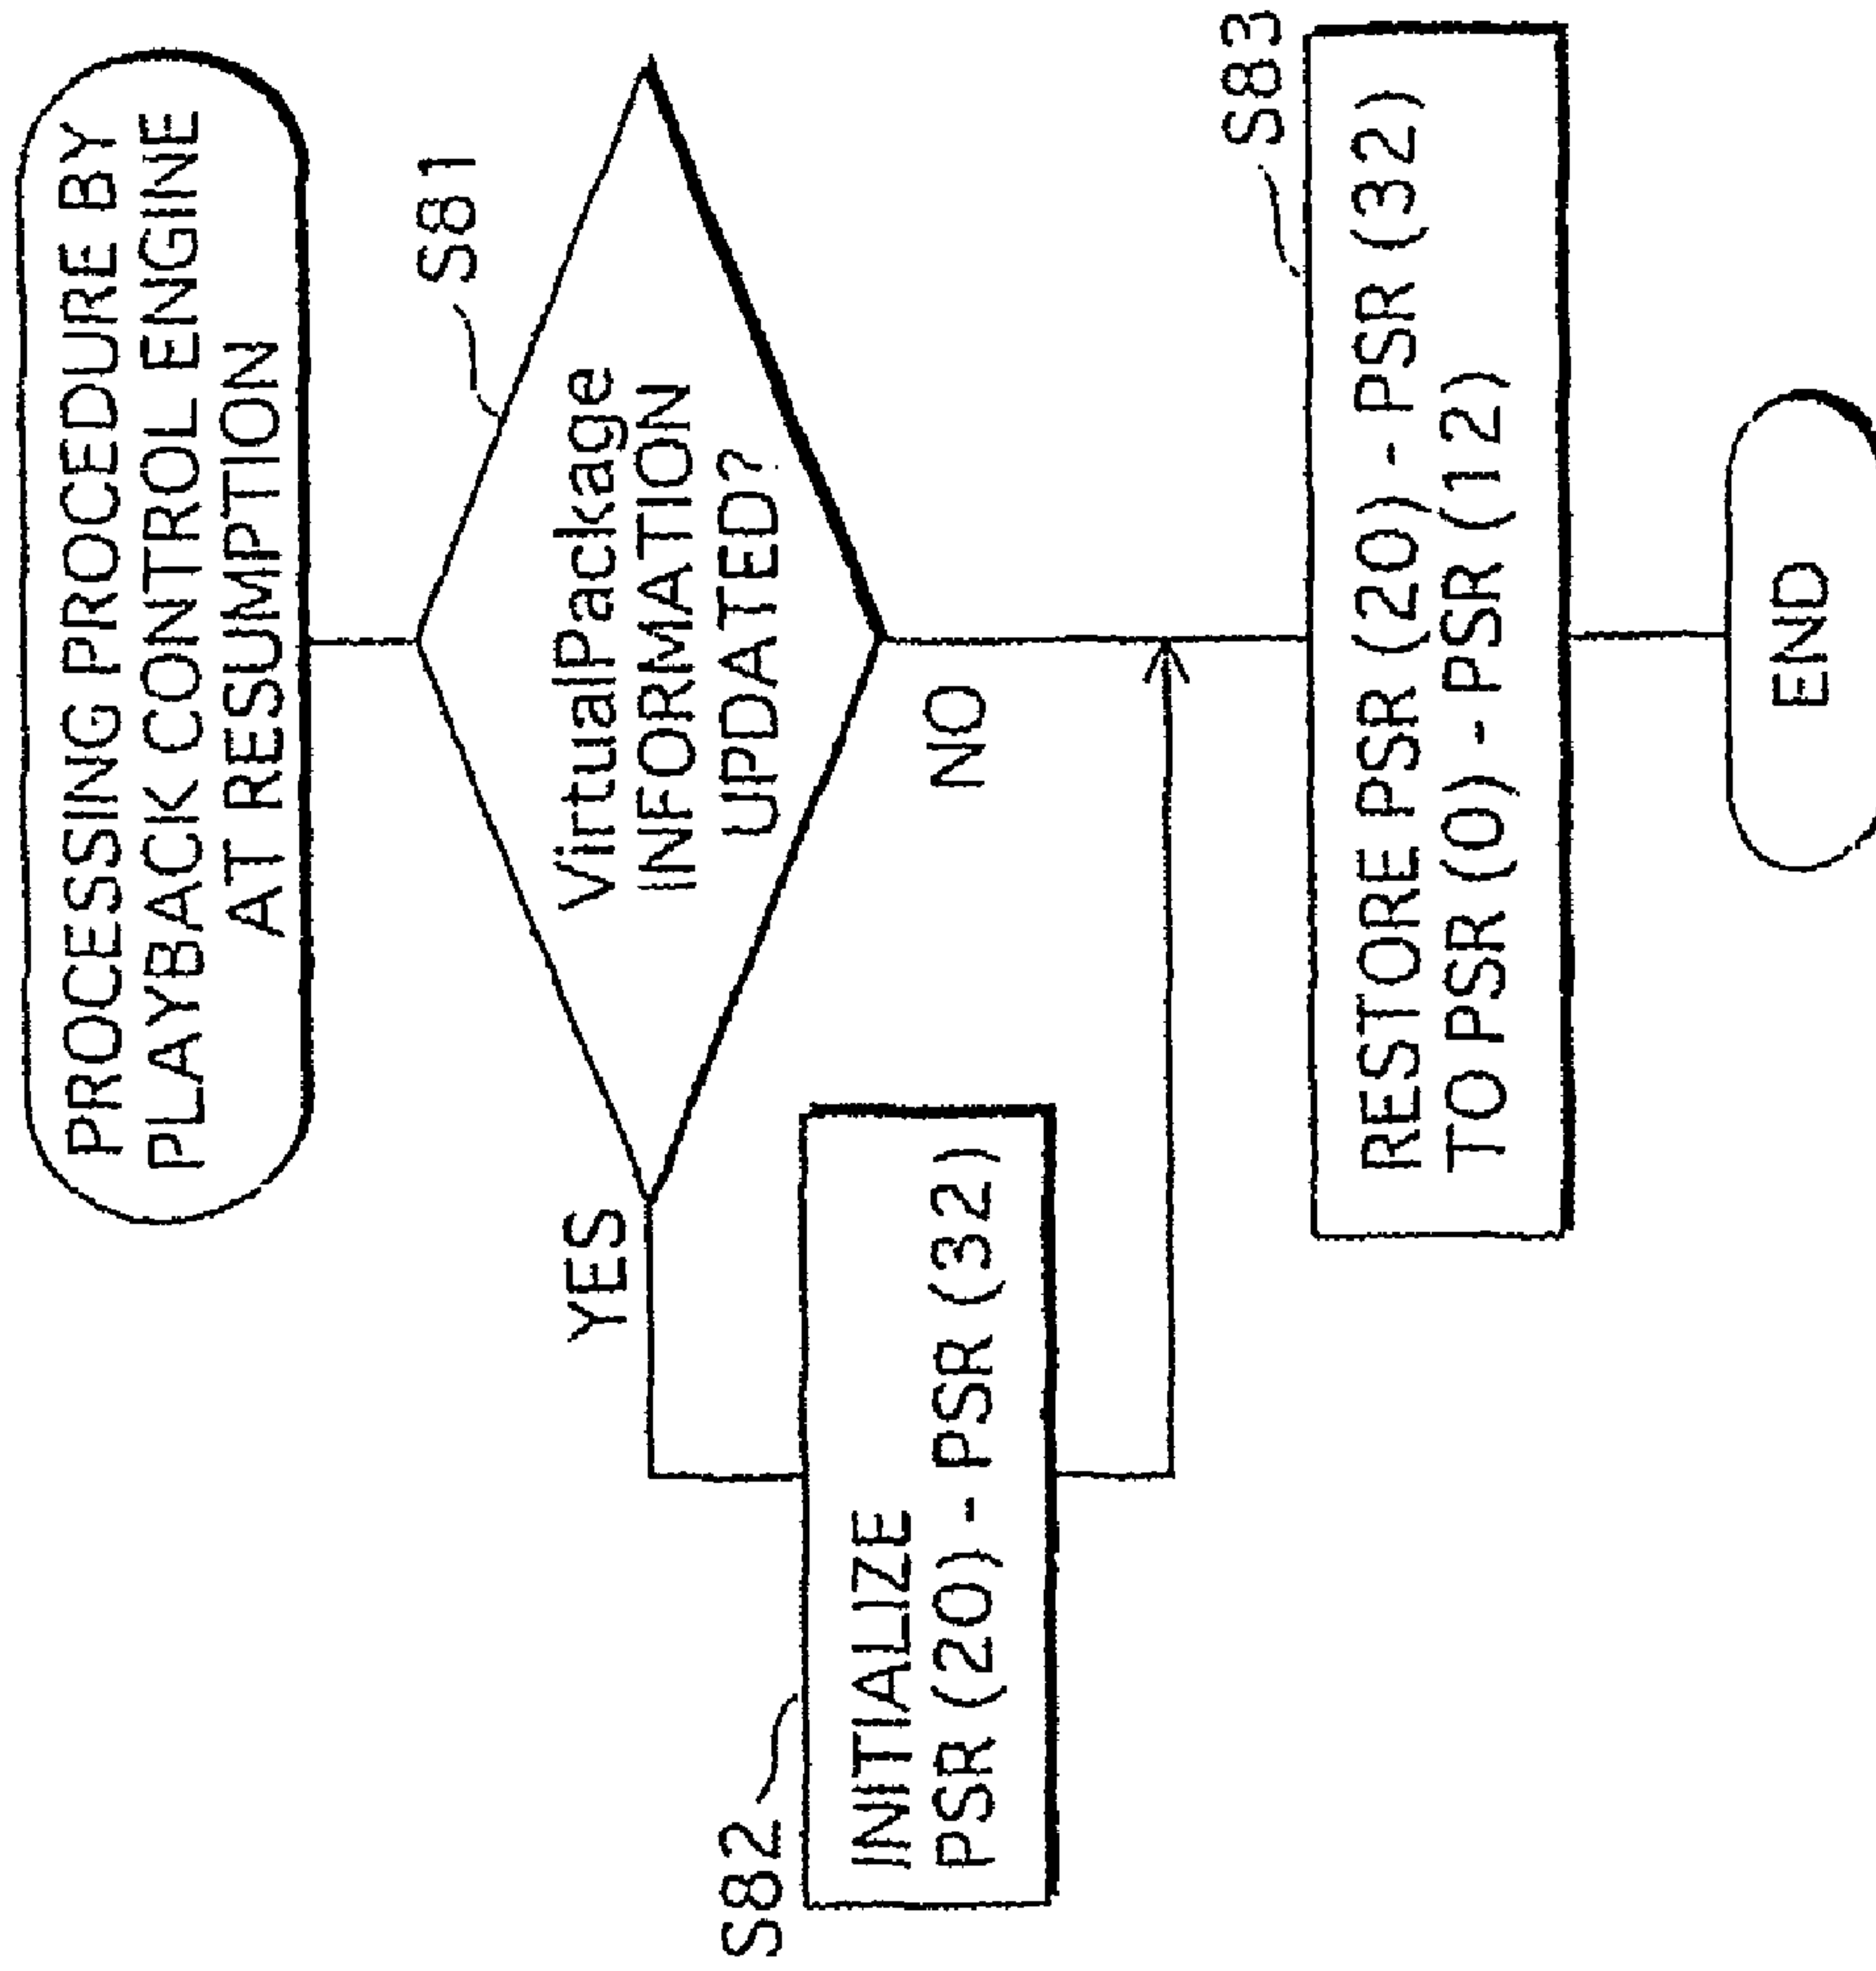 PROCESSING PROCEDURE BY
PLAYBACK CONTROL ENGINE
AT RESUMPTION
S81
VirtualPackage
INFORMATION
UPDATED?
YES
NO
S82
INITIALIZE
PSR (20) - PSR (32)
S83
RESTORE PSR (20) - PSR (32)
TO PSR (0) - PSR (12)
END